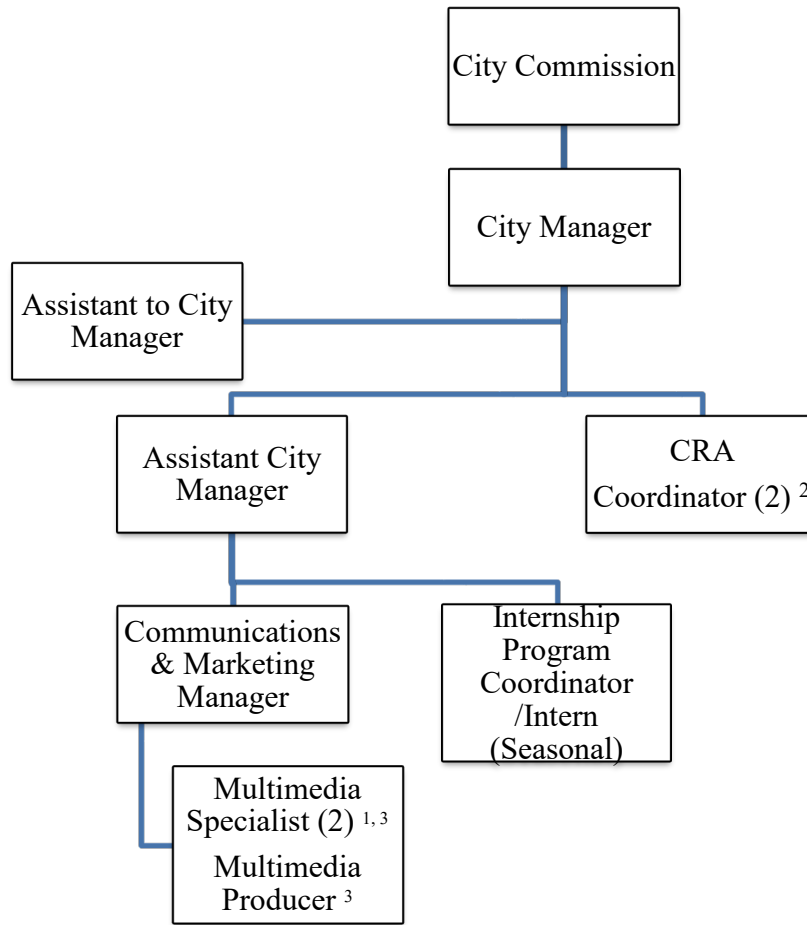 City Commission
City Manager
Assistant to City
Manager
Assistant City
Manager
CRA
Coordinator (2) ²
Communications
& Marketing
Manager
Internship
Program
Coordinator
/Intern
(Seasonal)
Multimedia
Specialist (2) ¹, ³
Multimedia
Producer ³